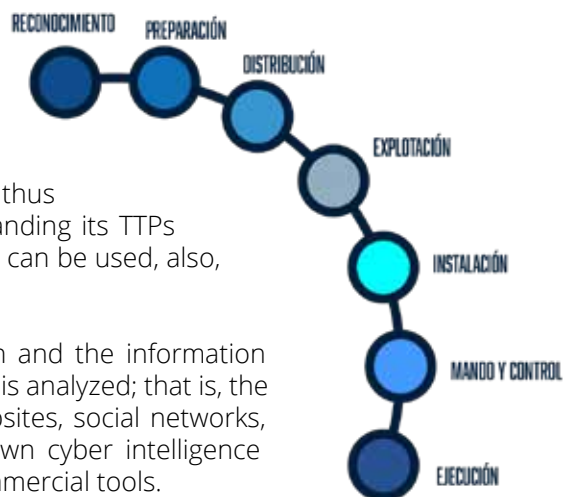 RECONOCIMIENTO
PREPARACIÓN
DISTRIBUCIÓN
EXPLOTACIÓN
INSTALACIÓN
MANDO Y CONTROL
EJECUCIÓN
thus
anding its TTPs
can be used, also,
n and the information
is analyzed; that is, the
osites, social networks,
wn cyber intelligence
mmercial tools.